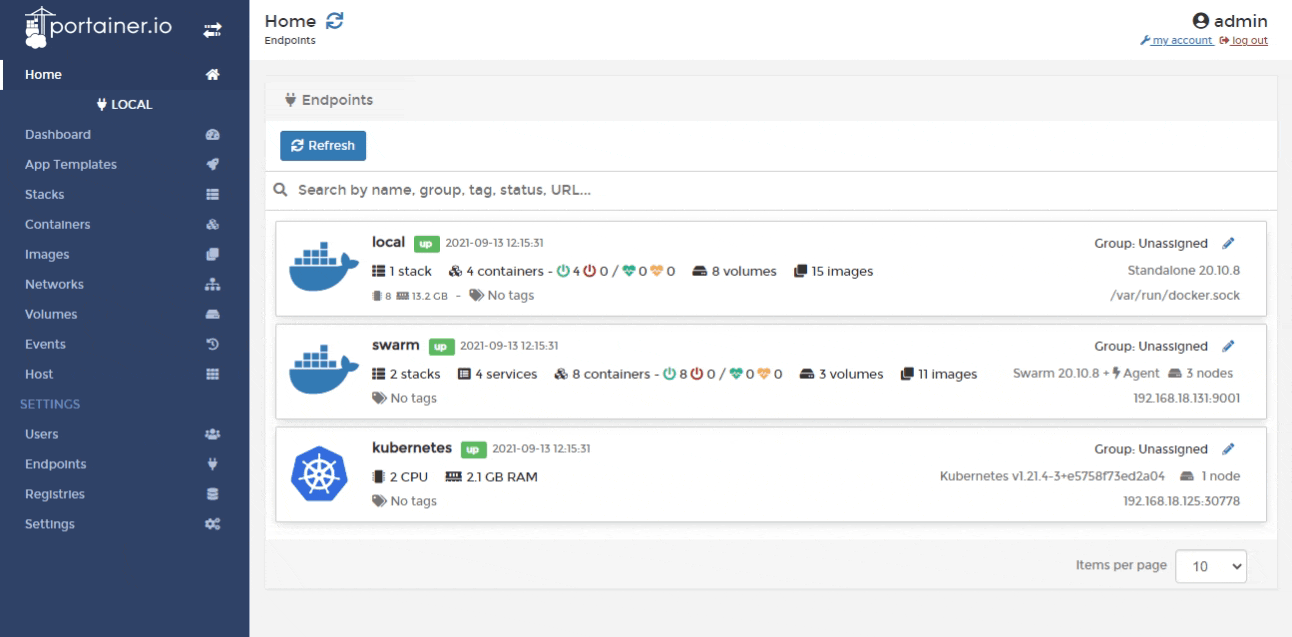 portainer.io
Home
LOCAL
Dashboard
App Templates
Stacks
Containers
Images
Networks
Volumes
Events
Host
SETTINGS
Users
Endpoints
Registries
Settings
Home
Endpoints
admin
my account log out
Endpoints
Refresh
Search by name, group, tag, status, URL...
local up 2021-09-13 12:15:31 Group: Unassigned
1 stack 4 containers - 4 0 / 0 0 8 volumes 15 images Standalone 20.10.8
8 13.2 GB - No tags /var/run/docker.sock
swarm up 2021-09-13 12:15:31 Group: Unassigned
2 stacks 4 services 8 containers - 8 0 / 0 0 3 volumes 11 images Swarm 20.10.8 + Agent 3 nodes
No tags 192.168.18.131:9001
kubernetes up 2021-09-13 12:15:31 Group: Unassigned
2 CPU 2.1 GB RAM Kubernetes v1.21.4-3+e5758f73ed2a04 1 node
No tags 192.168.18.125:30778
Items per page 10